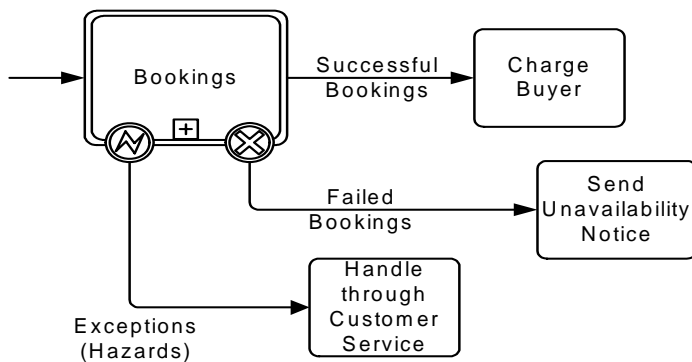 Bookings
Successful
Bookings
Charge
Buyer
Failed
Bookings
Send
Unavailability
Notice
Handle
through
Customer
Service
Exceptions
(Hazards)